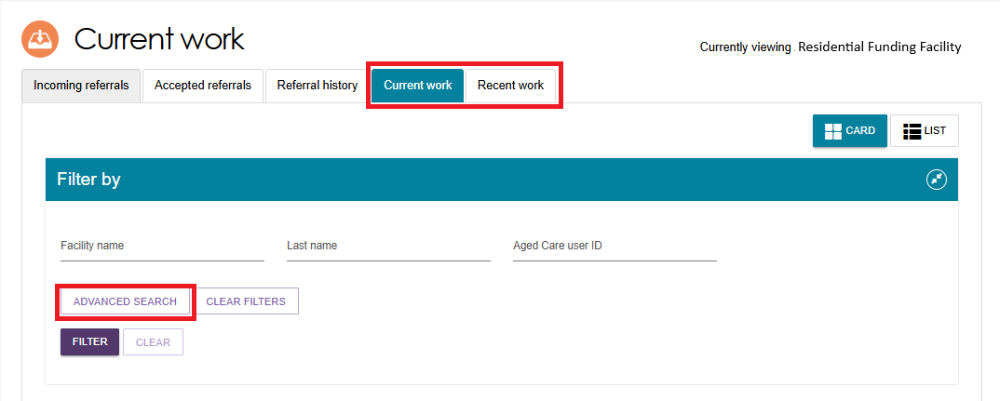 Current work
Currently viewing Residential Funding Facility
Incoming referrals Accepted referrals Referral history Current work Recent work
CARD LIST
Filter by
Facility name Last name Aged Care user ID
ADVANCED SEARCH CLEAR FILTERS
FILTER CLEAR